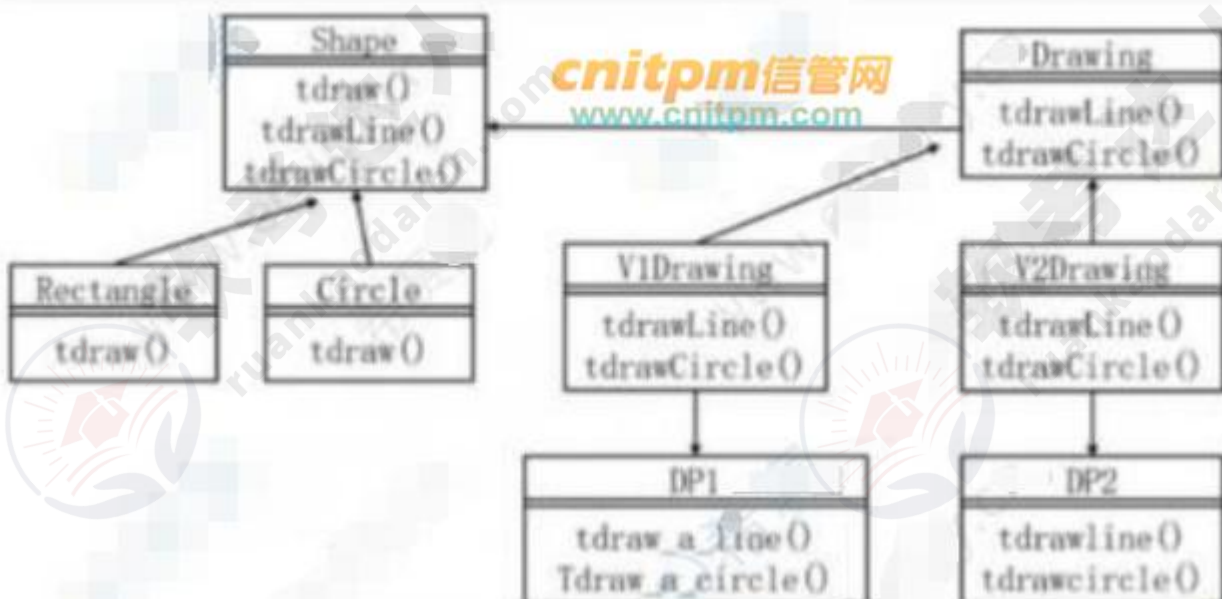 Shape
tdraw()
tdrawLine()
tdrawCircle()
cnitpm信管网
www.cnitpm.com
Drawing
tdrawLine()
tdrawCircle()
Rectangle
tdraw()
Circle
tdraw()
V1Drawing
tdrawLine()
tdrawCircle()
V2Drawing
tdrawLine()
tdrawCircle()
DP1
tdraw_a_line()
Tdraw_a_circle()
DP2
tdrawline()
tdrawcircle()